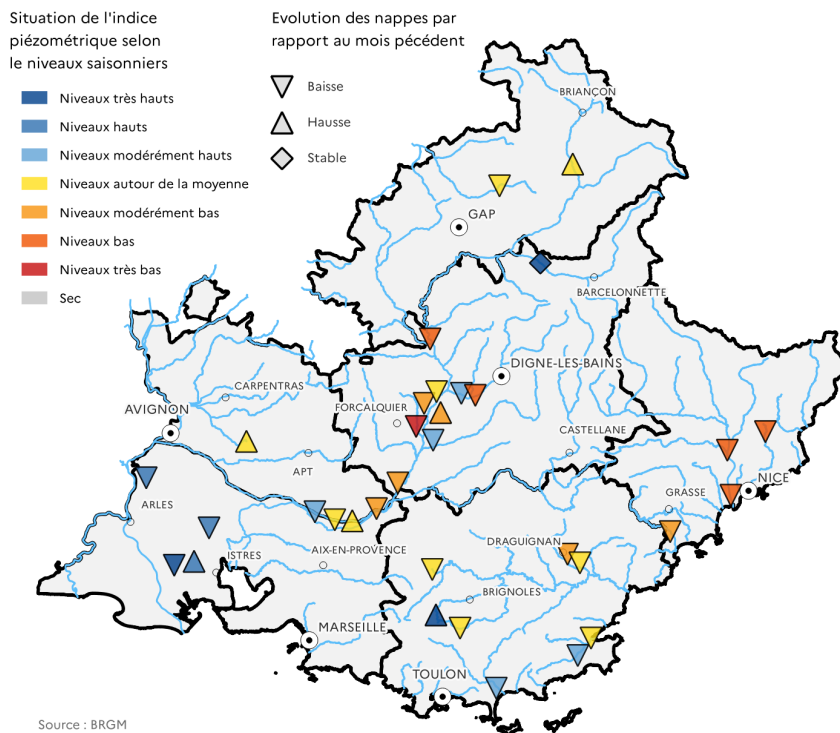 Situation de l'indice
piézométrique selon
le niveaux saisonniers
Niveaux très hauts
Niveaux hauts
Niveaux modérément hauts
Niveaux autour de la moyenne
Niveaux modérément bas
Niveaux bas
Niveaux très bas
Sec
Evolution des nappes par
rapport au mois pécédent
Baisse
Hausse
Stable
BRIANÇON
GAP
BARCELONNETTE
DIGNE-LES-BAINS
CARPENTRAS
FORCALQUIER
AVIGNON
CASTELLANE
APT
NICE
GRASSE
ARLES
DRAGUIGNAN
ISTRES
AIX-EN-PROVENCE
BRIGNOLES
MARSEILLE
TOULON
Source : BRGM